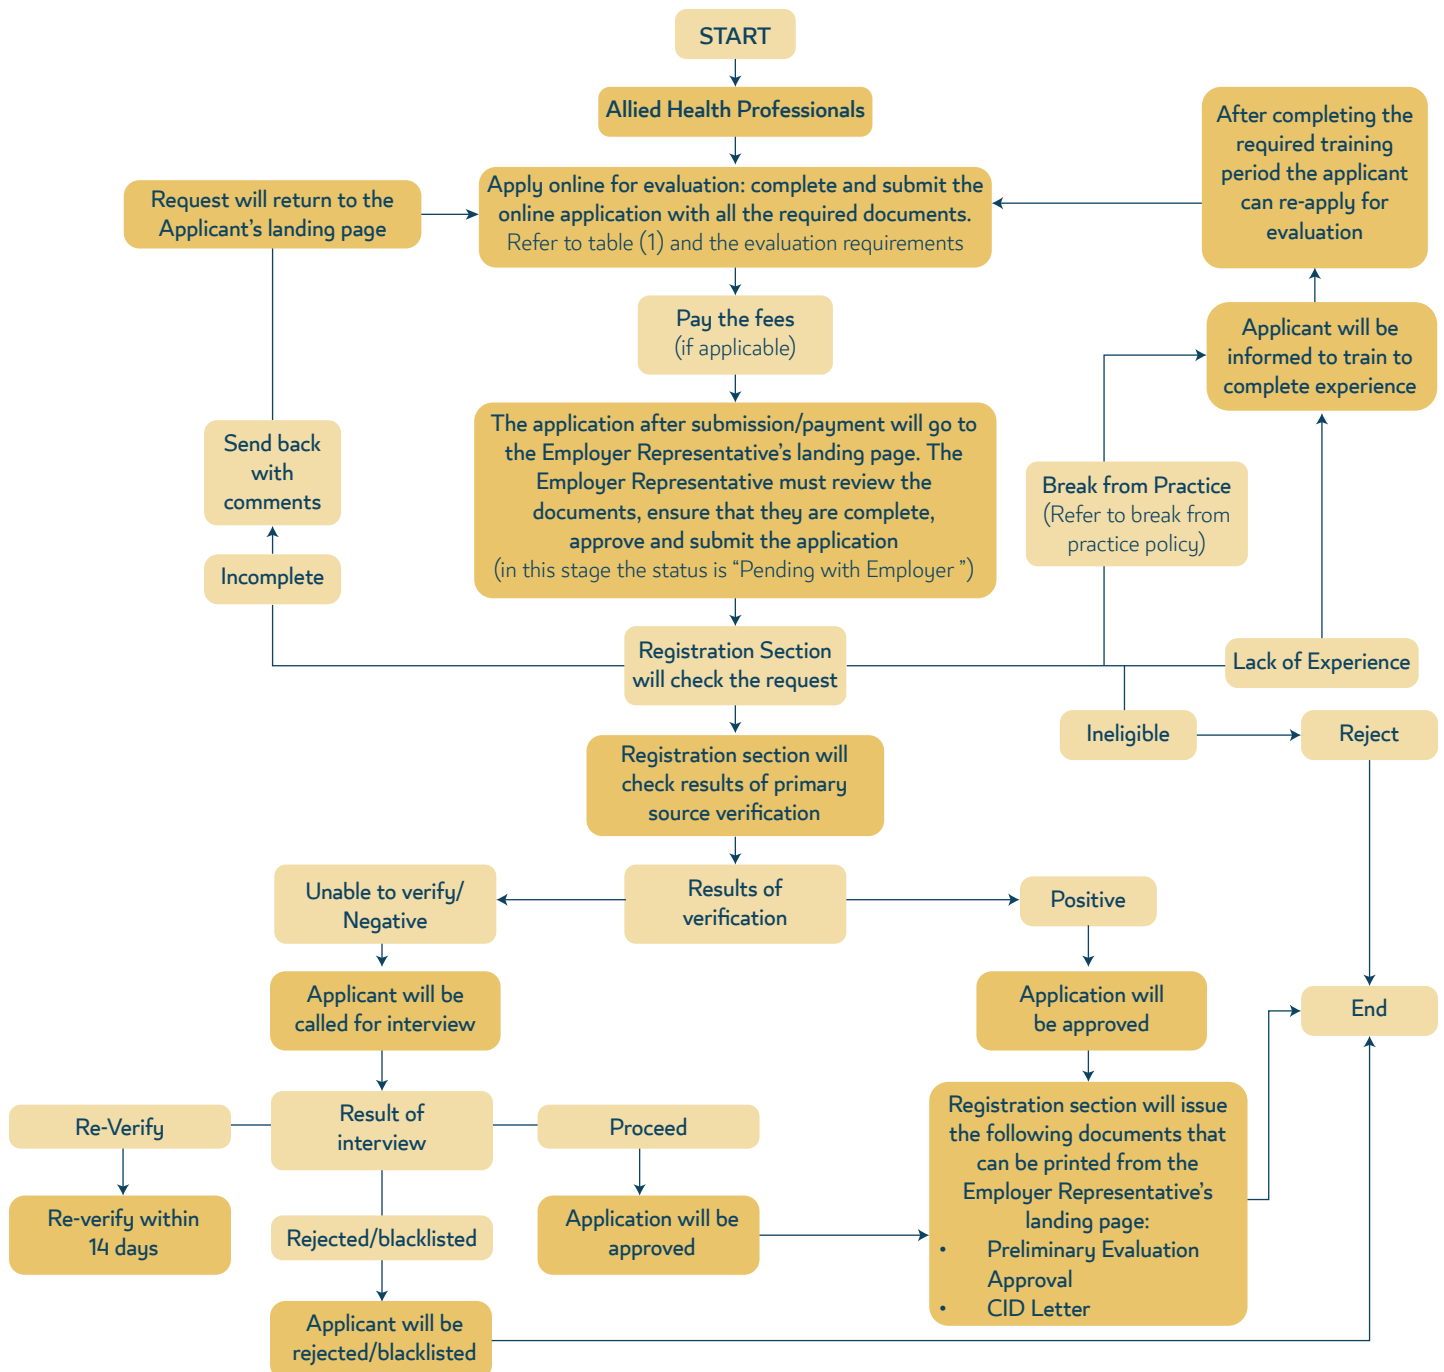 START
Allied Health Professionals
Apply online for evaluation: complete and submit the
online application with all the required documents.
Refer to table (1) and the evaluation requirements
Request will return to the
Applicant's landing page
After completing the
required training
period the applicant
can re-apply for
evaluation
Pay the fees
(if applicable)
Applicant will be
informed to train to
complete experience
The application after submission/payment will go to
the Employer Representative's landing page. The
Employer Representative must review the
documents, ensure that they are complete,
approve and submit the application
(in this stage the status is “Pending with Employer ”)
Send back
with
comments
Incomplete
Break from Practice
(Refer to break from
practice policy)
Registration Section
will check the request
Lack of Experience
Ineligible
Reject
Registration section will
check results of primary
source verification
Unable to verify/
Negative
Results of
verification
Positive
Applicant will be
called for interview
Application will
be approved
End
Re-Verify
Result of
interview
Proceed
Registration section will issue
the following documents that
can be printed from the
Employer Representative's
landing page:
• Preliminary Evaluation
Approval
• CID Letter
Re-verify within
14 days
Rejected/blacklisted
Application will be
approved
Applicant will be
rejected/blacklisted